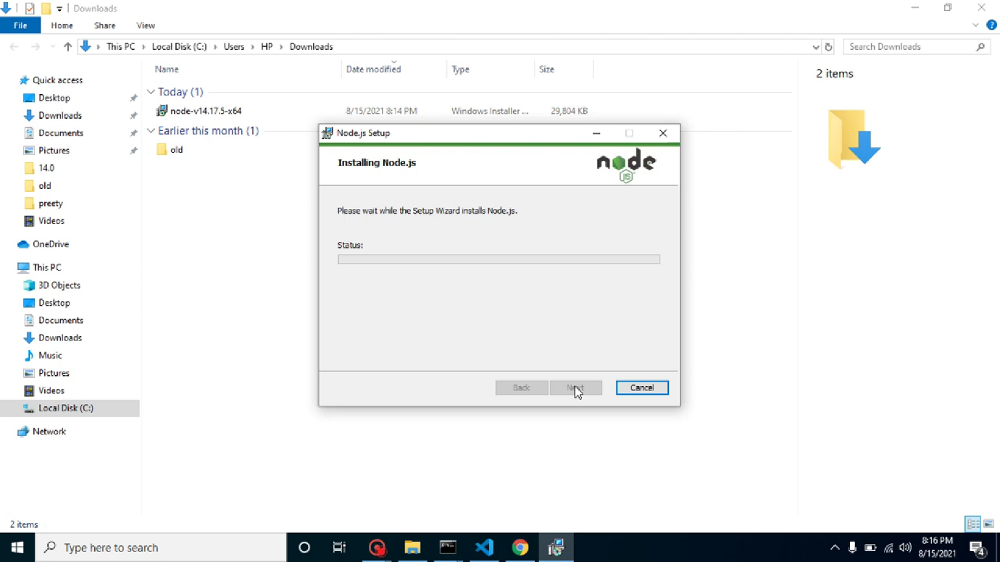 Downloads
File Home Share View
This PC Local Disk (C:) Users HP Downloads Search Downloads
Name Date modified Type Size
Quick access
Desktop
Downloads
Documents
Pictures
14.0
old
preety
Videos
OneDrive
This PC
3D Objects
Desktop
Documents
Downloads
Music
Pictures
Videos
Local Disk (C:)
Network
Today (1)
node-v14.17.5-x64 8/15/2021 8:14 PM Windows Installer ... 29,804 KB
Earlier this month (1)
old
2 items
Node.js Setup
Installing Node.js
node
JS
Please wait while the Setup Wizard installs Node.js.
Status:
Back Next Cancel
2 items
Type here to search
8:16 PM
8/15/2021
4